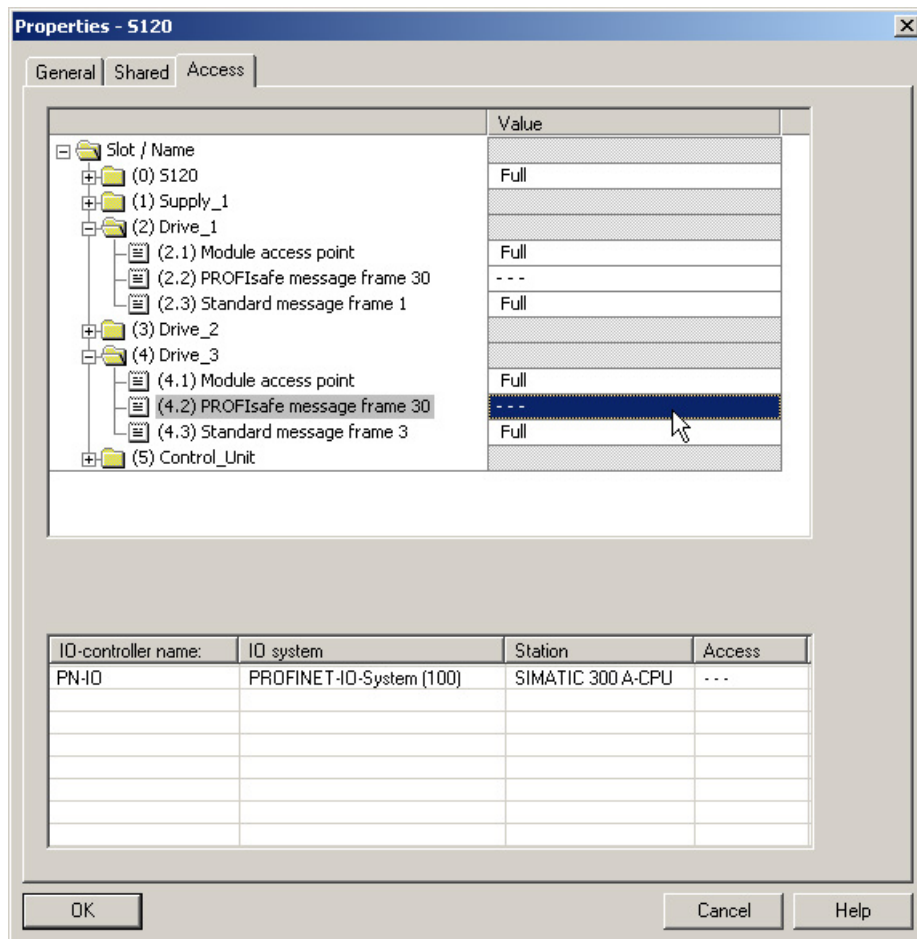 Properties - S120
General Shared Access
Value
Slot / Name
(0) S120 Full
(1) Supply_1
(2) Drive_1
(2.1) Module access point Full
(2.2) PROFIsafe message frame 30 - - -
(2.3) Standard message frame 1 Full
(3) Drive_2
(4) Drive_3
(4.1) Module access point Full
(4.2) PROFIsafe message frame 30 - - -
(4.3) Standard message frame 3 Full
(5) Control_Unit
IO-controller name: IO system Station Access
PN-IO PROFINET-IO-System (100) SIMATIC 300 A-CPU - - -
OK Cancel Help